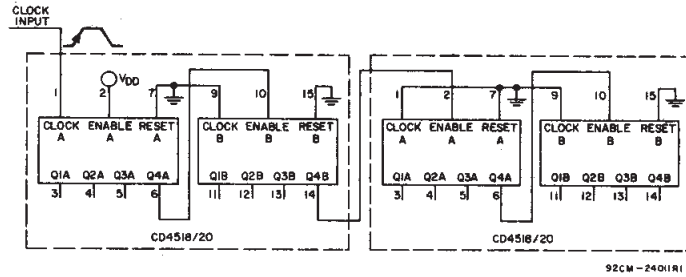 CLOCK
INPUT
VDD
1 2 7 9 10 15 1 2 7 9 10 15
CLOCK ENABLE RESET CLOCK ENABLE RESET CLOCK ENABLE RESET CLOCK ENABLE RESET
A A A B B B A A A B B B
Q1A Q2A Q3A Q4A Q1B Q2B Q3B Q4B Q1A Q2A Q3A Q4A Q1B Q2B Q3B Q4B
3 4 5 6 11 12 13 14 3 4 5 6 11 12 13 14
CD4518/20 CD4518/20
92CM-24011R1